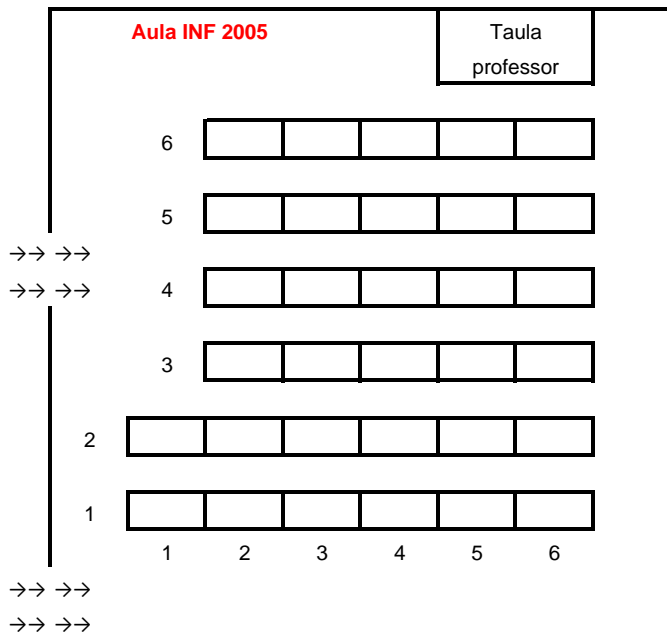 Aula INF 2005
Taula
professor
6
5
→→ →→
→→ →→
4
3
2
1
1 2 3 4 5 6
→→ →→
→→ →→